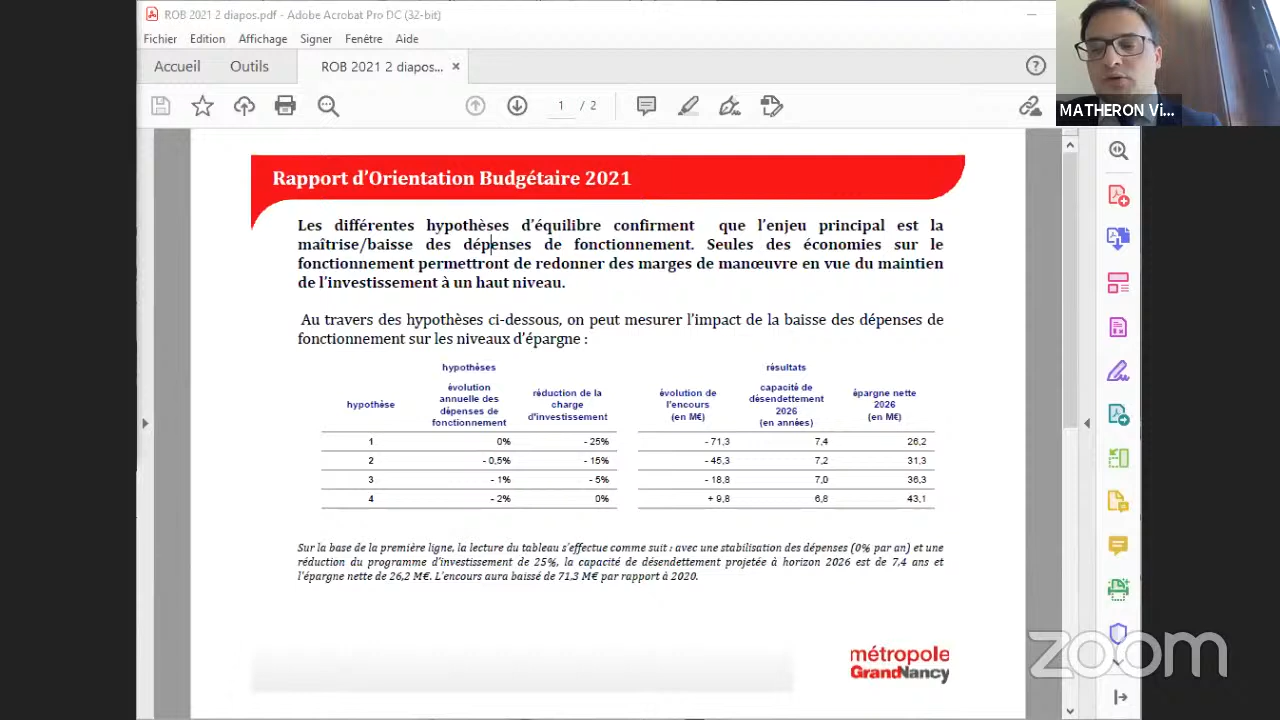 ROB 2021 2 diapos.pdf - Adobe Acrobat Pro DC (32-bit)
Fichier Edition Affichage Signer Fenêtre Aide
Accueil Outils ROB 2021 2 diapos... ×
1 / 2
MATHERON Vi...
Rapport d'Orientation Budgétaire 2021
Les différentes hypothèses d'équilibre confirment que l'enjeu principal est la
maîtrise/baisse des dépenses de fonctionnement. Seules des économies sur le
fonctionnement permettront de redonner des marges de manœuvre en vue du maintien
de l'investissement à un haut niveau.
Au travers des hypothèses ci-dessous, on peut mesurer l'impact de la baisse des dépenses de
fonctionnement sur les niveaux d'épargne :
hypothèses résultats
hypothèse
évolution
annuelle des
dépenses de
fonctionnement
réduction de la
charge
d'investissement
évolution de
l'encours
(en M€)
capacité de
désendettement
2026
(en années)
épargne nette
2026
(en M€)
1 0% - 25% - 71,3 7,4 26,2
2 - 0,5% - 15% - 45,3 7,2 31,3
3 - 1% - 5% - 18,8 7,0 36,3
4 - 2% 0% + 9,8 6,8 43,1
Sur la base de la première ligne, la lecture du tableau s'effectue comme suit : avec une stabilisation des dépenses (0% par an) et une
réduction du programme d'investissement de 25%, la capacité de désendettement projetée à horizon 2026 est de 7,4 ans et
l'épargne nette de 26,2 M€. L'encours aura baissé de 71,3 M€ par rapport à 2020.
métropole
GrandNancy
zoom